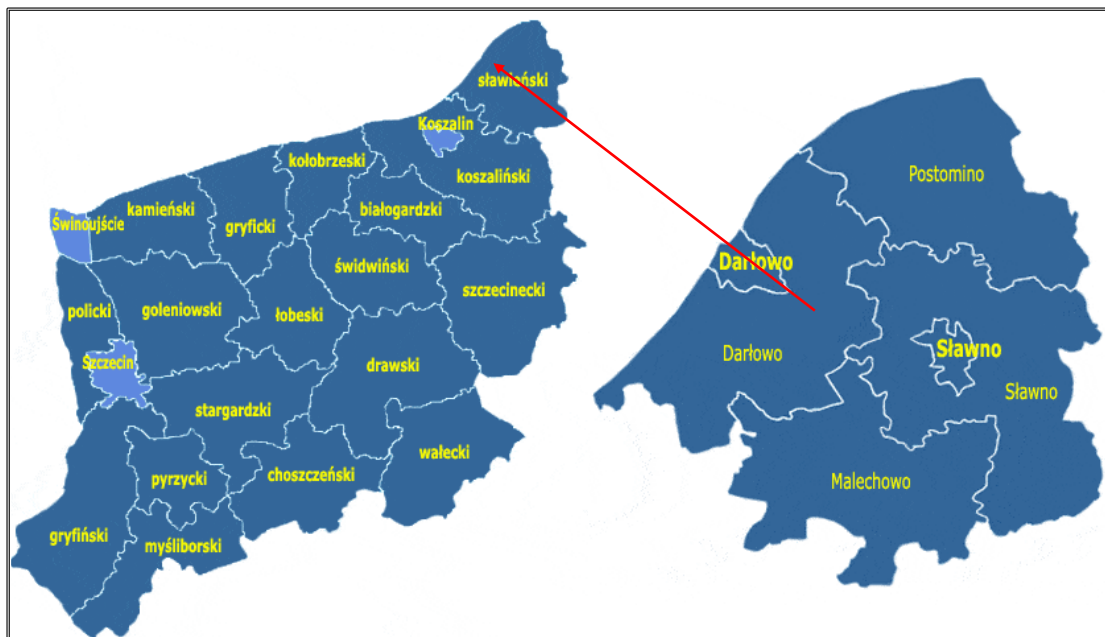 sławieński
Koszalin
kołobrzeski
koszaliński
kamieński
białogardzki
Świnoujście
gryficki
świdwiński
szczecinecki
policki
goleniowski
łobeski
Szczecin
drawski
stargardzki
wałecki
pyrzycki
choszczeński
gryfiński
myśliborski
Postomino
Darłowo
Sławno
Darłowo
Sławno
Malechowo